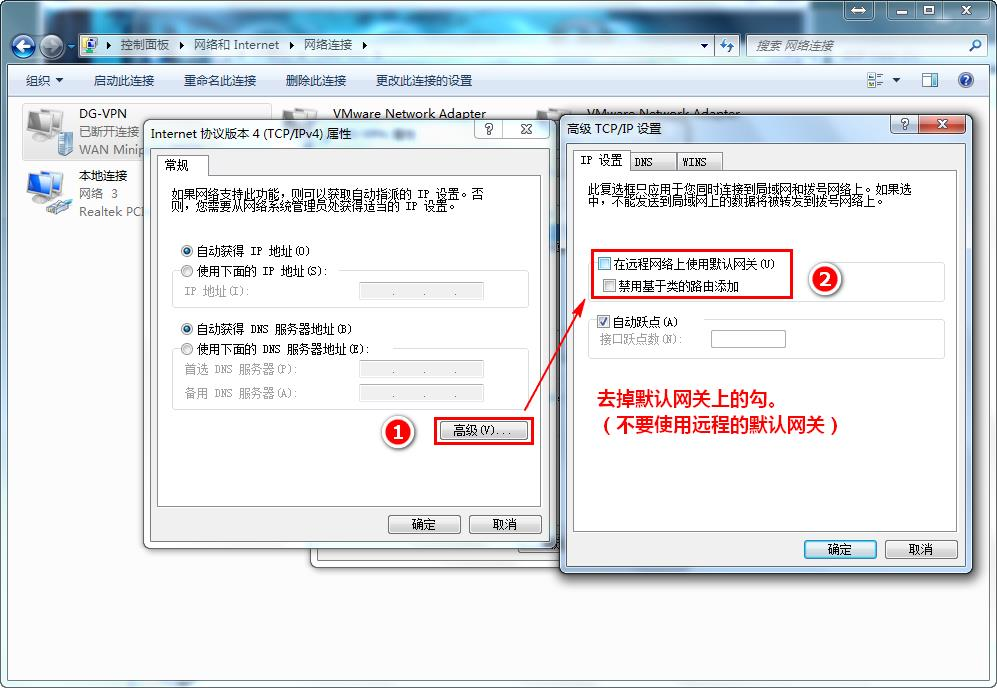 控制面板 网络和 Internet 网络连接
搜索 网络连接
组织 启动此连接 重命名此连接 删除此连接 更改此连接的设置
DG-VPN
已断开连接
WAN Minip
本地连接
网络 3
Realtek PCI
VMware Network Adapter
VMware Network Adapter
Internet 协议版本 4 (TCP/IPv4) 属性
常规
如果网络支持此功能，则可以获取自动指派的 IP 设置。否
则，您需要从网络系统管理员处获得适当的 IP 设置。
自动获得 IP 地址(O)
使用下面的 IP 地址(S):
IP 地址(I):
自动获得 DNS 服务器地址(B)
使用下面的 DNS 服务器地址(E):
首选 DNS 服务器(P):
备用 DNS 服务器(A):
1
高级(V)...
确定 取消
高级 TCP/IP 设置
IP 设置 DNS WINS
此复选框只应用于您同时连接到局域网和拨号网络上。如果选
中，不能发送到局域网上的数据将被转发到拨号网络上。
在远程网络上使用默认网关(U)
禁用基于类的路由添加
2
自动跃点(A)
接口跃点数(N):
去掉默认网关上的勾。
（不要使用远程的默认网关）
确定 取消